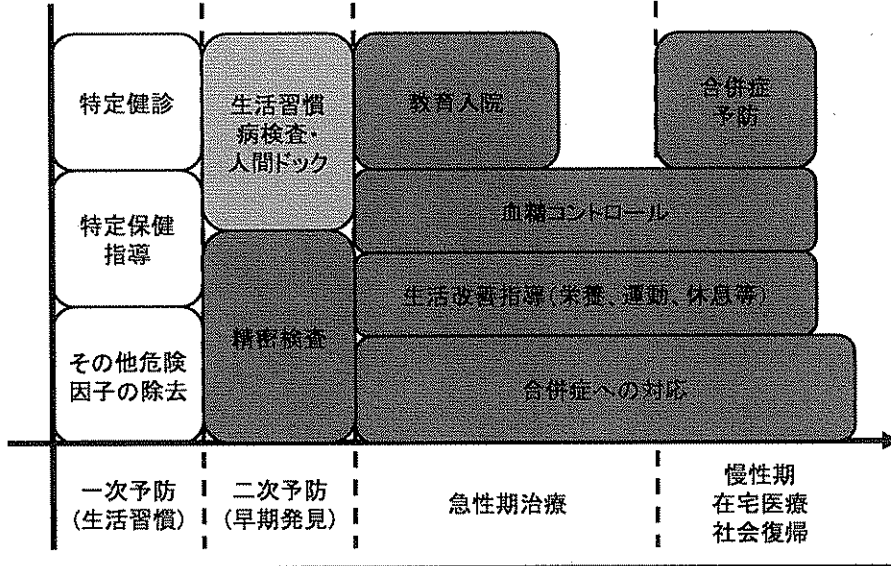 特定健診
特定保健
指導
その他危険
因子の除去
生活習慣
病検査・
人間ドック
精密検査
教育入院
合併症
予防
血糖コントロール
生活改善指導(栄養、運動、休息等)
合併症への対応
一次予防
(生活習慣)
二次予防
(早期発見)
急性期治療
慢性期
在宅医療
社会復帰